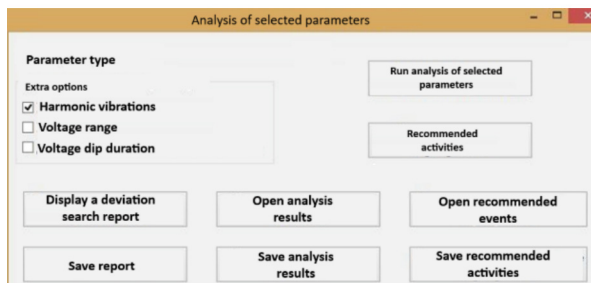 Analysis of selected parameters
Parameter type
Extra options
Harmonic vibrations
Voltage range
Voltage dip duration
Run analysis of selected
parameters
Recommended
activities
Display a deviation
search report
Open analysis
results
Open recommended
events
Save report
Save analysis
results
Save recommended
activities